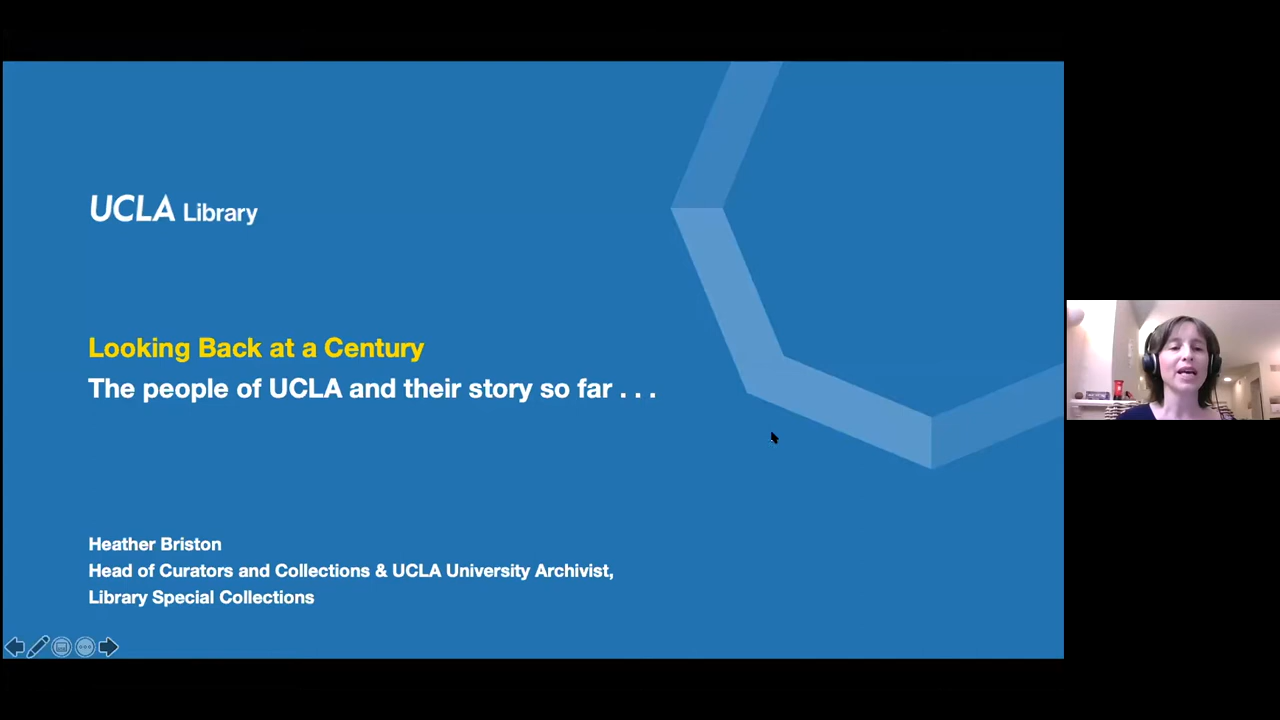 UCLA Library
Looking Back at a Century
The people of UCLA and their story so far . . .
Heather Briston
Head of Curators and Collections & UCLA University Archivist,
Library Special Collections